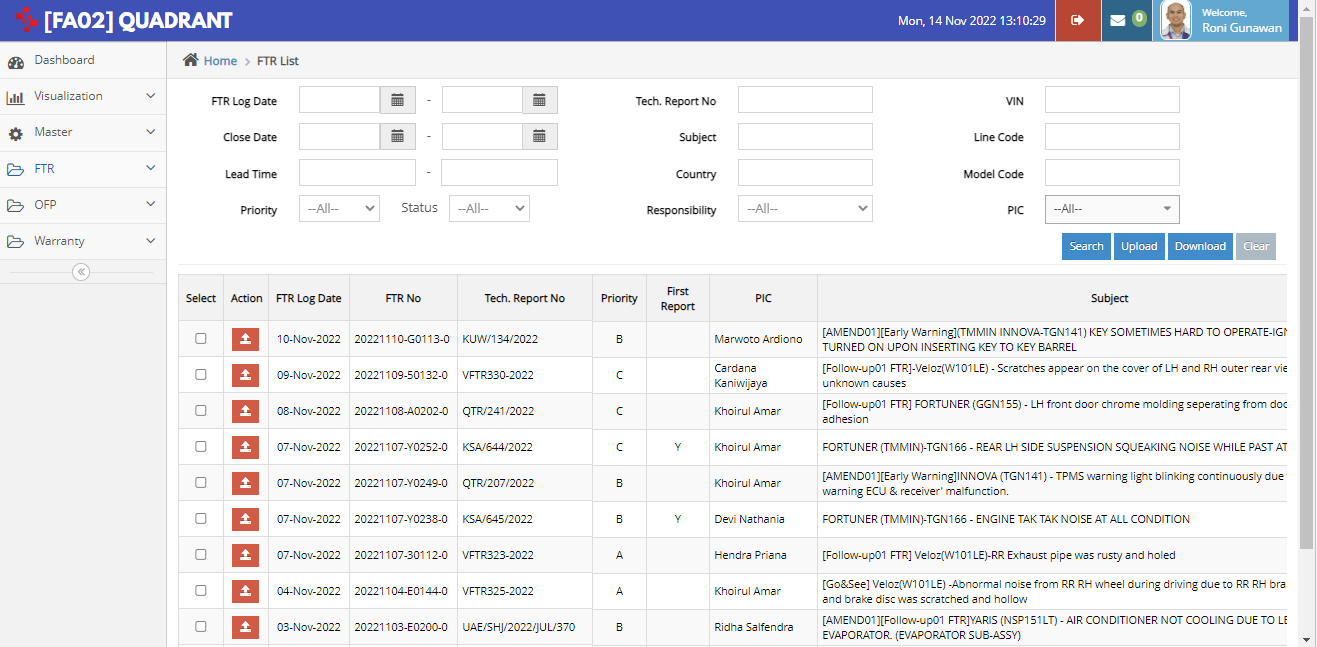 [FA02] QUADRANT
Mon, 14 Nov 2022 13:10:29
0
Welcome,
Roni Gunawan
Dashboard
Visualization
Master
FTR
OFP
Warranty
Home > FTR List
FTR Log Date - Tech. Report No VIN
Close Date - Subject Line Code
Lead Time - Country Model Code
Priority --All-- Status --All-- Responsibility --All-- PIC --All--
Search Upload Download Clear
Select Action FTR Log Date FTR No Tech. Report No Priority First Report PIC Subject
10-Nov-2022 20221110-G0113-0 KUW/134/2022 B Marwoto Ardiono [AMEND01][Early Warning](TMMIN INNOVA-TGN141) KEY SOMETIMES HARD TO OPERATE-IGN
TURNED ON UPON INSERTING KEY TO KEY BARREL
09-Nov-2022 20221109-50132-0 VFTR330-2022 C Cardana Kaniwijaya [Follow-up01 FTR]-Veloz(W101LE) - Scratches appear on the cover of LH and RH outer rear vie
unknown causes
08-Nov-2022 20221108-A0202-0 QTR/241/2022 C Khoirul Amar [Follow-up01 FTR] FORTUNER (GGN155) - LH front door chrome molding seperating from doo
adhesion
07-Nov-2022 20221107-Y0252-0 KSA/644/2022 C Y Khoirul Amar FORTUNER (TMMIN)-TGN166 - REAR LH SIDE SUSPENSION SQUEAKING NOISE WHILE PAST AT
07-Nov-2022 20221107-Y0249-0 QTR/207/2022 B Khoirul Amar [AMEND01][Early Warning]INNOVA (TGN141) - TPMS warning light blinking continuously due
warning ECU & receiver' malfunction.
07-Nov-2022 20221107-Y0238-0 KSA/645/2022 B Y Devi Nathania FORTUNER (TMMIN)-TGN166 - ENGINE TAK TAK NOISE AT ALL CONDITION
07-Nov-2022 20221107-30112-0 VFTR323-2022 A Hendra Priana [Follow-up01 FTR] Veloz(W101LE)-RR Exhaust pipe was rusty and holed
04-Nov-2022 20221104-E0144-0 VFTR325-2022 A Khoirul Amar [Go&See] Veloz(W101LE) -Abnormal noise from RR RH wheel during driving due to RR RH bra
and brake disc was scratched and hollow
03-Nov-2022 20221103-E0200-0 UAE/SHJ/2022/JUL/370 B Ridha Salfendra [AMEND01][Follow-up01 FTR]YARIS (NSP151LT) - AIR CONDITIONER NOT COOLING DUE TO LE
EVAPORATOR. (EVAPORATOR SUB-ASSY)